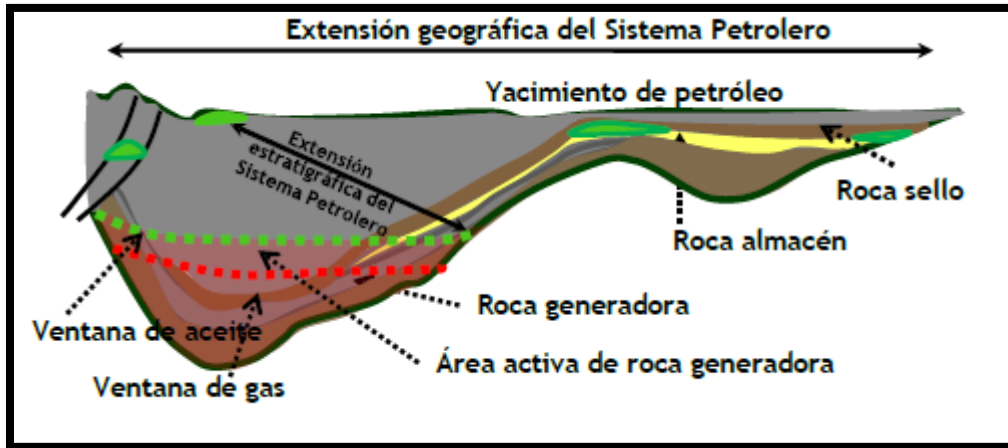 Extensión geográfica del Sistema Petrolero
Yacimiento de petróleo
Extensión
estratigráfica del
Sistema Petrolero
Roca sello
Roca almacén
Roca generadora
Ventana de aceite
Área activa de roca generadora
Ventana de gas